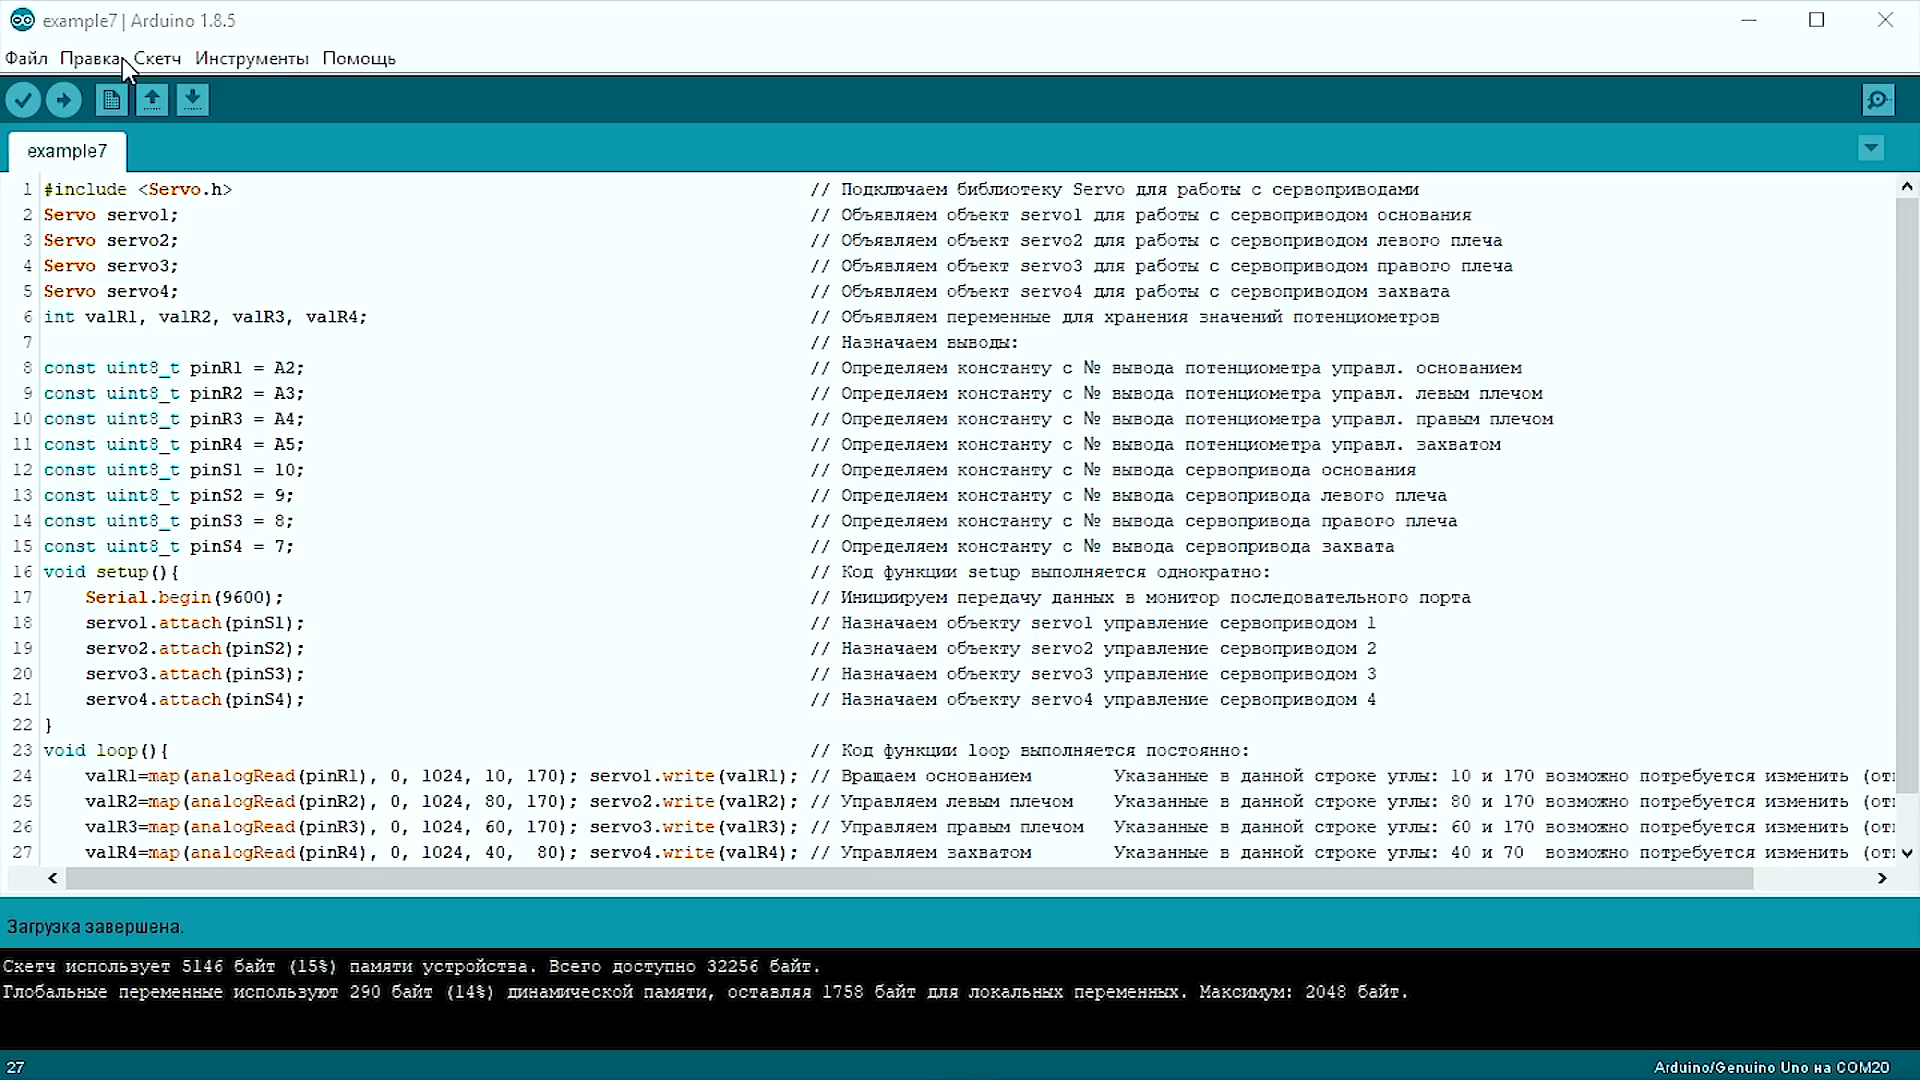 example7 | Arduino 1.8.5
Файл Правка Скетч Инструменты Помощь
example7
1 #include <Servo.h> // Подключаем библиотеку Servo для работы с сервоприводами
2 Servo servo1; // Объявляем объект servo1 для работы с сервоприводом основания
3 Servo servo2; // Объявляем объект servo2 для работы с сервоприводом левого плеча
4 Servo servo3; // Объявляем объект servo3 для работы с сервоприводом правого плеча
5 Servo servo4; // Объявляем объект servo4 для работы с сервоприводом захвата
6 int valR1, valR2, valR3, valR4; // Объявляем переменные для хранения значений потенциометров
7 // Назначаем выводы:
8 const uint8_t pinR1 = A2; // Определяем константу с № вывода потенциометра управл. основанием
9 const uint8_t pinR2 = A3; // Определяем константу с № вывода потенциометра управл. левым плечом
10 const uint8_t pinR3 = A4; // Определяем константу с № вывода потенциометра управл. правым плечом
11 const uint8_t pinR4 = A5; // Определяем константу с № вывода потенциометра управл. захватом
12 const uint8_t pinS1 = 10; // Определяем константу с № вывода сервопривода основания
13 const uint8_t pinS2 = 9; // Определяем константу с № вывода сервопривода левого плеча
14 const uint8_t pinS3 = 8; // Определяем константу с № вывода сервопривода правого плеча
15 const uint8_t pinS4 = 7; // Определяем константу с № вывода сервопривода захвата
16 void setup(){ // Код функции setup выполняется однократно:
17 Serial.begin(9600); // Инициируем передачу данных в монитор последовательного порта
18 servo1.attach(pinS1); // Назначаем объекту servo1 управление сервоприводом 1
19 servo2.attach(pinS2); // Назначаем объекту servo2 управление сервоприводом 2
20 servo3.attach(pinS3); // Назначаем объекту servo3 управление сервоприводом 3
21 servo4.attach(pinS4); // Назначаем объекту servo4 управление сервоприводом 4
22 }
23 void loop(){ // Код функции loop выполняется постоянно:
24 valR1=map(analogRead(pinR1), 0, 1024, 10, 170); servo1.write(valR1); // Вращаем основанием Указанные в данной строке углы: 10 и 170 возможно потребуется изменить (от
25 valR2=map(analogRead(pinR2), 0, 1024, 80, 170); servo2.write(valR2); // Управляем левым плечом Указанные в данной строке углы: 80 и 170 возможно потребуется изменить (от
26 valR3=map(analogRead(pinR3), 0, 1024, 60, 170); servo3.write(valR3); // Управляем правым плечом Указанные в данной строке углы: 60 и 170 возможно потребуется изменить (от
27 valR4=map(analogRead(pinR4), 0, 1024, 40, 80); servo4.write(valR4); // Управляем захватом Указанные в данной строке углы: 40 и 70 возможно потребуется изменить (от
Загрузка завершена.
Скетч использует 5146 байт (15%) памяти устройства. Всего доступно 32256 байт.
Глобальные переменные используют 290 байт (14%) динамической памяти, оставляя 1758 байт для локальных переменных. Максимум: 2048 байт.
27 Arduino/Genuino Uno на COM20